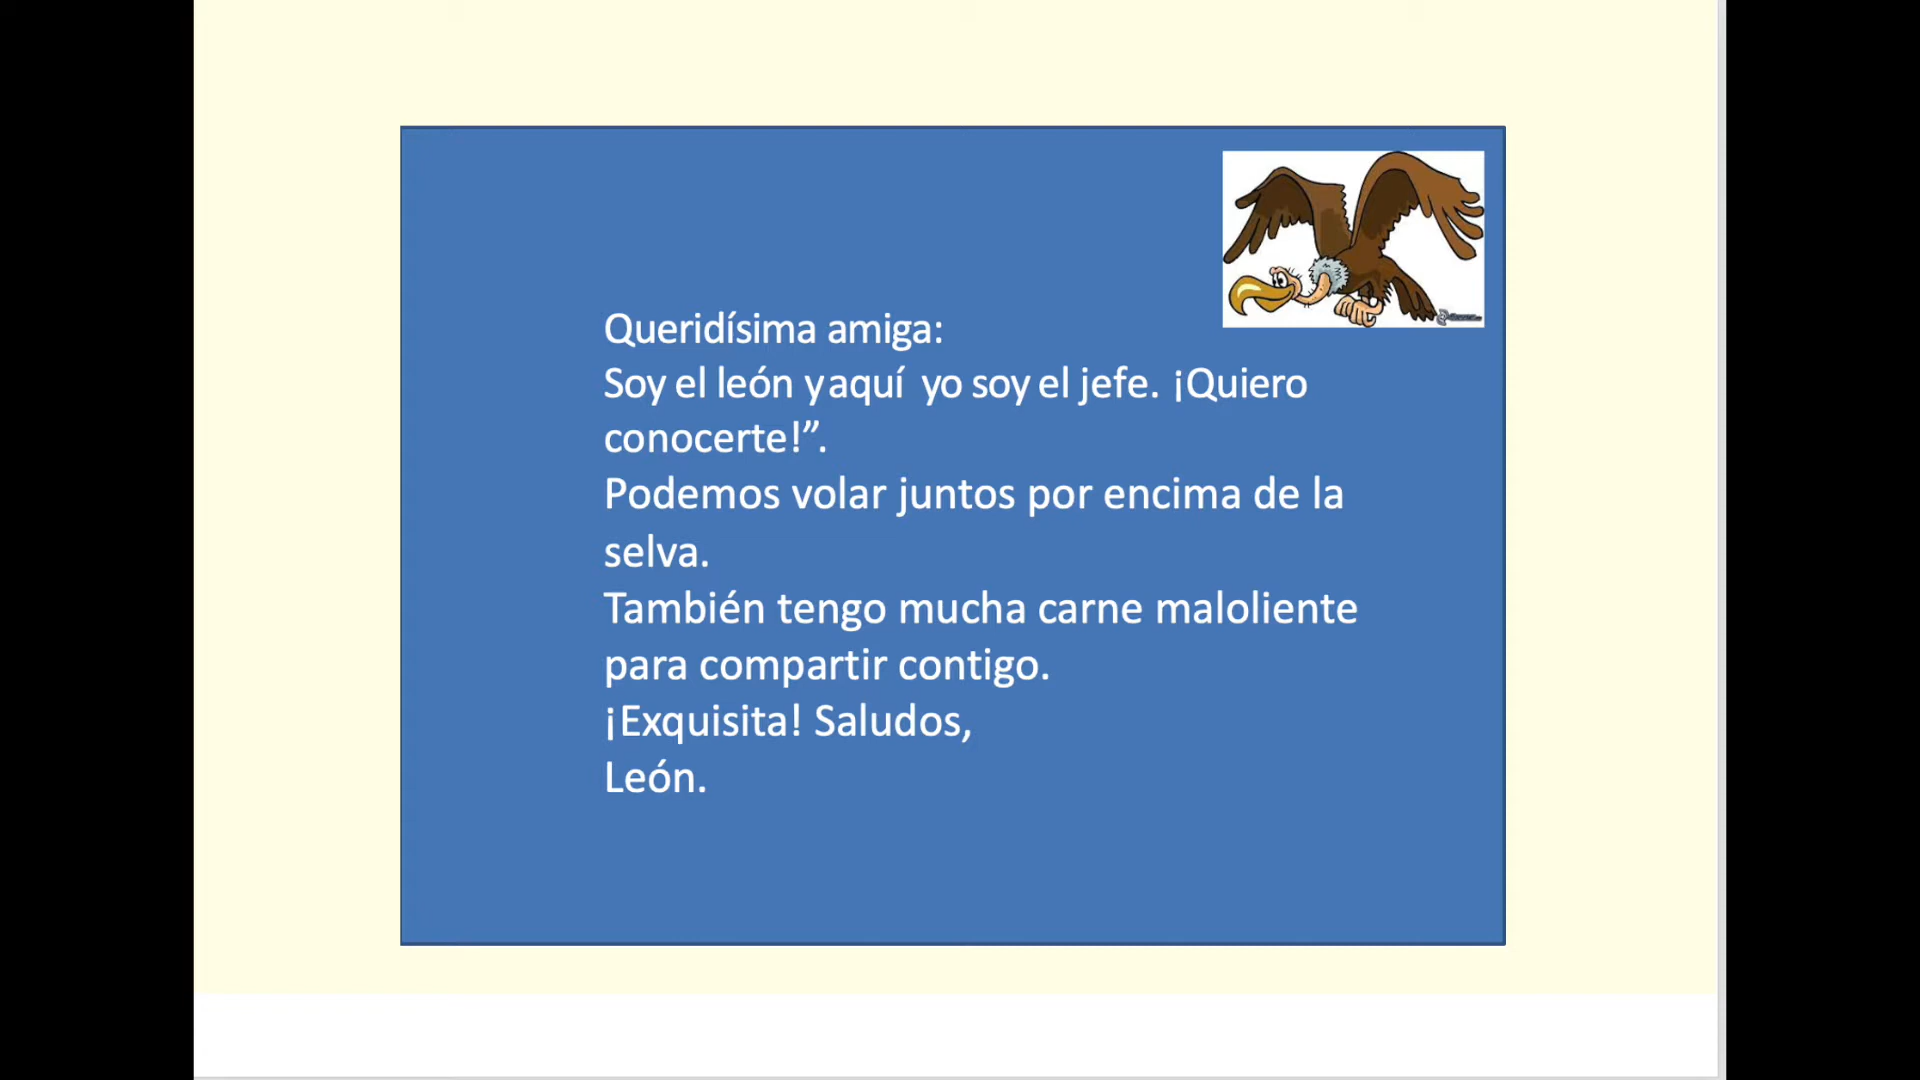 Queridísima amiga:
Soy el león y aquí yo soy el jefe. ¡Quiero
conocerte!”.
Podemos volar juntos por encima de la
selva.
También tengo mucha carne maloliente
para compartir contigo.
¡Exquisita! Saludos,
León.